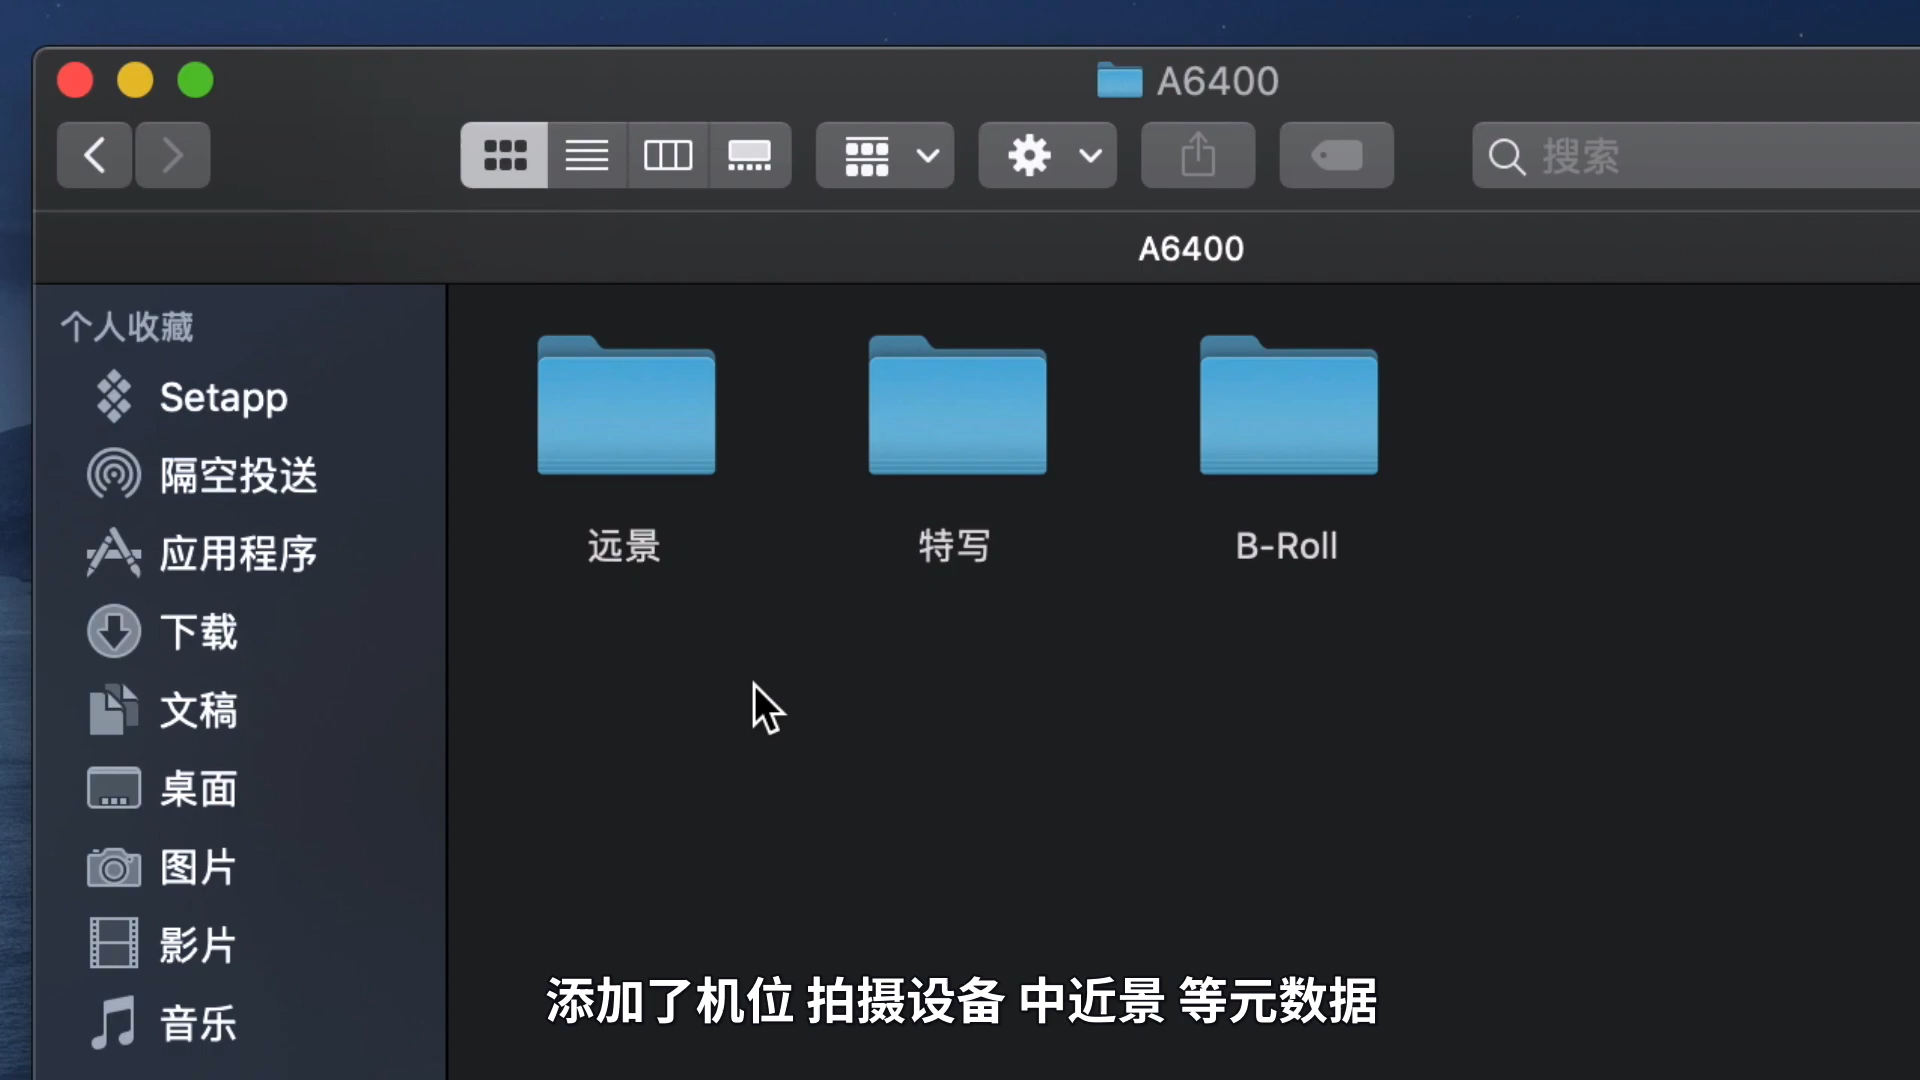 A6400
搜索
A6400
个人收藏
Setapp
隔空投送
应用程序
下载
文稿
桌面
图片
影片
音乐
远景
特写
B-Roll
添加了机位 拍摄设备 中近景 等元数据